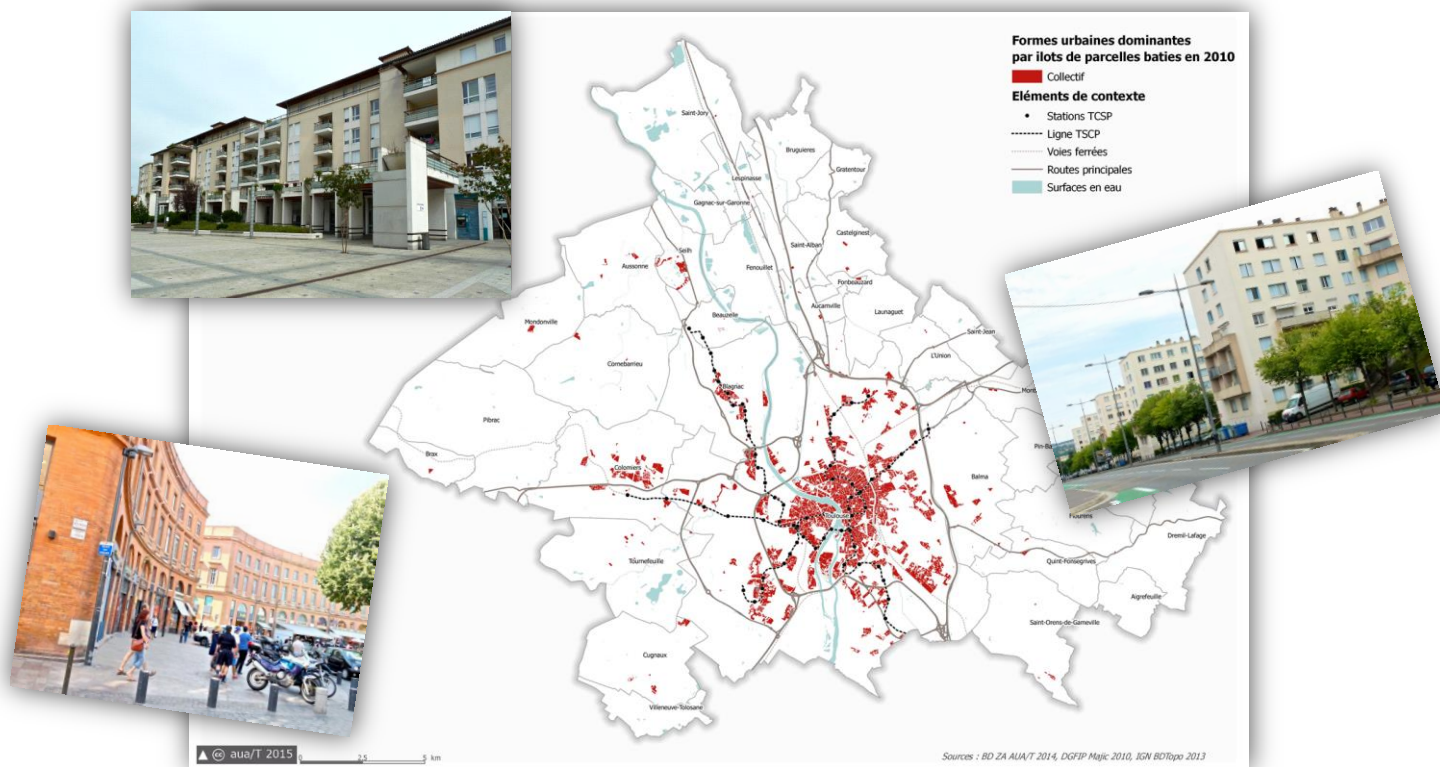 Formes urbaines dominantes
par ilots de parcelles baties en 2010
Collectif
Eléments de contexte
Stations TCSP
Ligne TSCP
Voies ferrées
Routes principales
Surfaces en eau
Saint-Jory
Bruguieres
Gratentour
Lespinasse
Gagnac-sur-Garonne
Castelginest
Saint-Alban
Seilh
Aussonne
Fenouillet
Fonbeauzard
Aucamville
Launaguet
Beauzelle
Mondonville
Saint-Jean
L'Union
Cornebarrieu
Blagnac
Pibrac
Brax
Colomiers
Balma
Toulouse
Dremil-Lafage
Tournefeuille
Quint-Fonsegrives
Aigrefeuille
Saint-Orens-de-Gameville
Cugnaux
Villeneuve-Tolosane
aua/T 2015
0 2,5 5 km
Sources : BD ZA AUA/T 2014, DGFIP Majic 2010, IGN BDTopo 2013